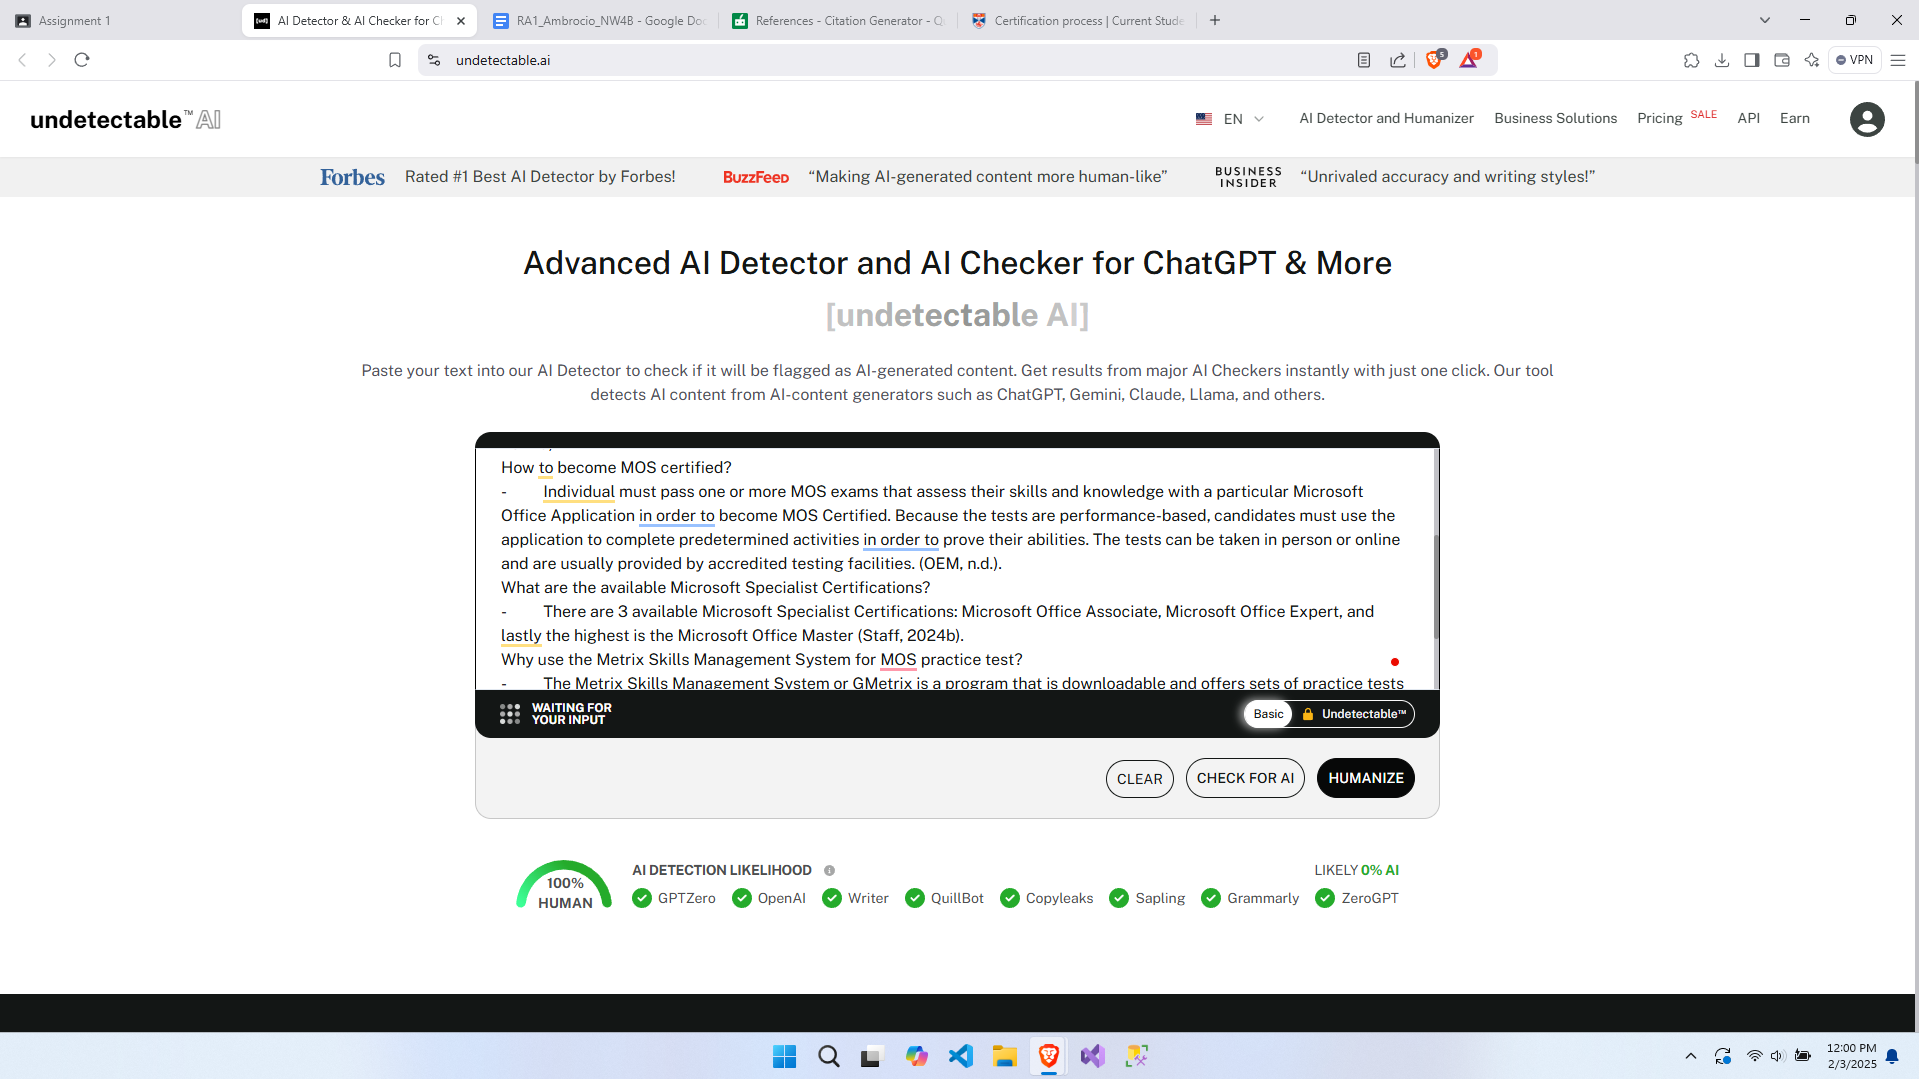 Assignment 1
AI Detector & AI Checker for Ch
RA1_Ambrocio_NW4B - Google Doc
References - Citation Generator - Qu
Certification process | Current Stude
undetectable.ai
5
1
VPN
undetectable™ AI
EN
AI Detector and Humanizer
Business Solutions
Pricing SALE
API
Earn
Forbes Rated #1 Best AI Detector by Forbes!
BuzzFeed “Making AI-generated content more human-like”
BUSINESS INSIDER “Unrivaled accuracy and writing styles!”
Advanced AI Detector and AI Checker for ChatGPT & More
[undetectable AI]
Paste your text into our AI Detector to check if it will be flagged as AI-generated content. Get results from major AI Checkers instantly with just one click. Our tool
detects AI content from AI-content generators such as ChatGPT, Gemini, Claude, Llama, and others.
How to become MOS certified?
- Individual must pass one or more MOS exams that assess their skills and knowledge with a particular Microsoft
Office Application in order to become MOS Certified. Because the tests are performance-based, candidates must use the
application to complete predetermined activities in order to prove their abilities. The tests can be taken in person or online
and are usually provided by accredited testing facilities. (OEM, n.d.).
What are the available Microsoft Specialist Certifications?
- There are 3 available Microsoft Specialist Certifications: Microsoft Office Associate, Microsoft Office Expert, and
lastly the highest is the Microsoft Office Master (Staff, 2024b).
Why use the Metrix Skills Management System for MOS practice test?
- The Metrix Skills Management System or GMetrix is a program that is downloadable and offers sets of practice tests
WAITING FOR
YOUR INPUT
Basic
Undetectable™
CLEAR
CHECK FOR AI
HUMANIZE
100%
HUMAN
AI DETECTION LIKELIHOOD
LIKELY 0% AI
GPTZero
OpenAI
Writer
QuillBot
Copyleaks
Sapling
Grammarly
ZeroGPT
12:00 PM
2/3/2025